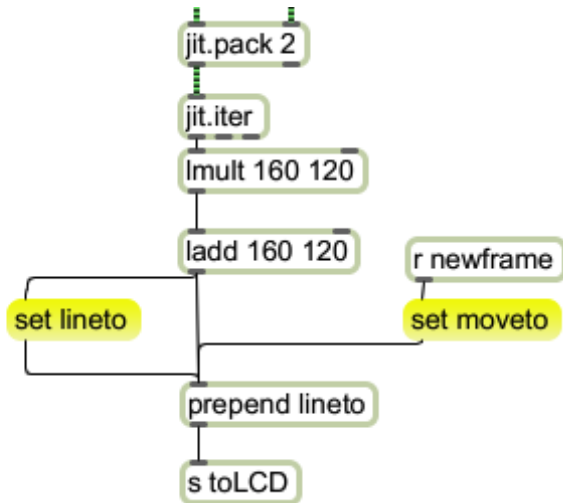 jit.pack 2
jit.iter
lmult 160 120
ladd 160 120
r newframe
set lineto
set moveto
prepend lineto
s toLCD